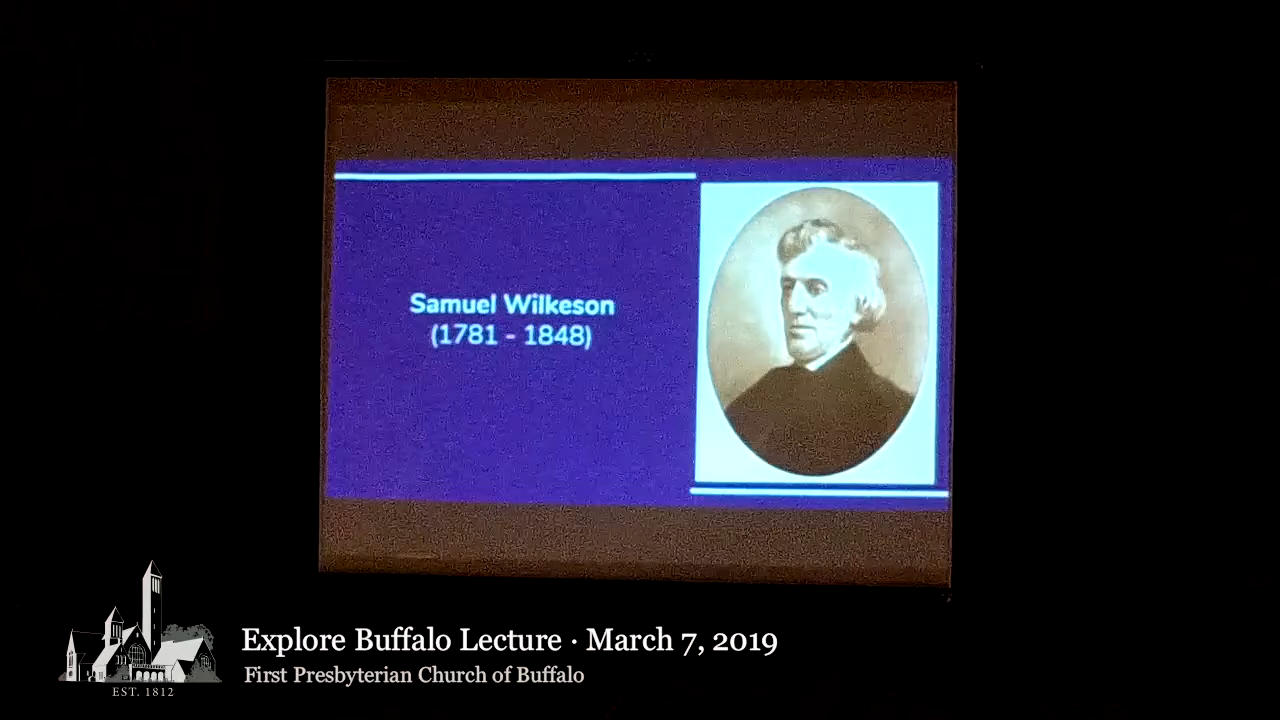 Samuel Wilkeson
(1781 - 1848)
Explore Buffalo Lecture · March 7, 2019
First Presbyterian Church of Buffalo
EST. 1812